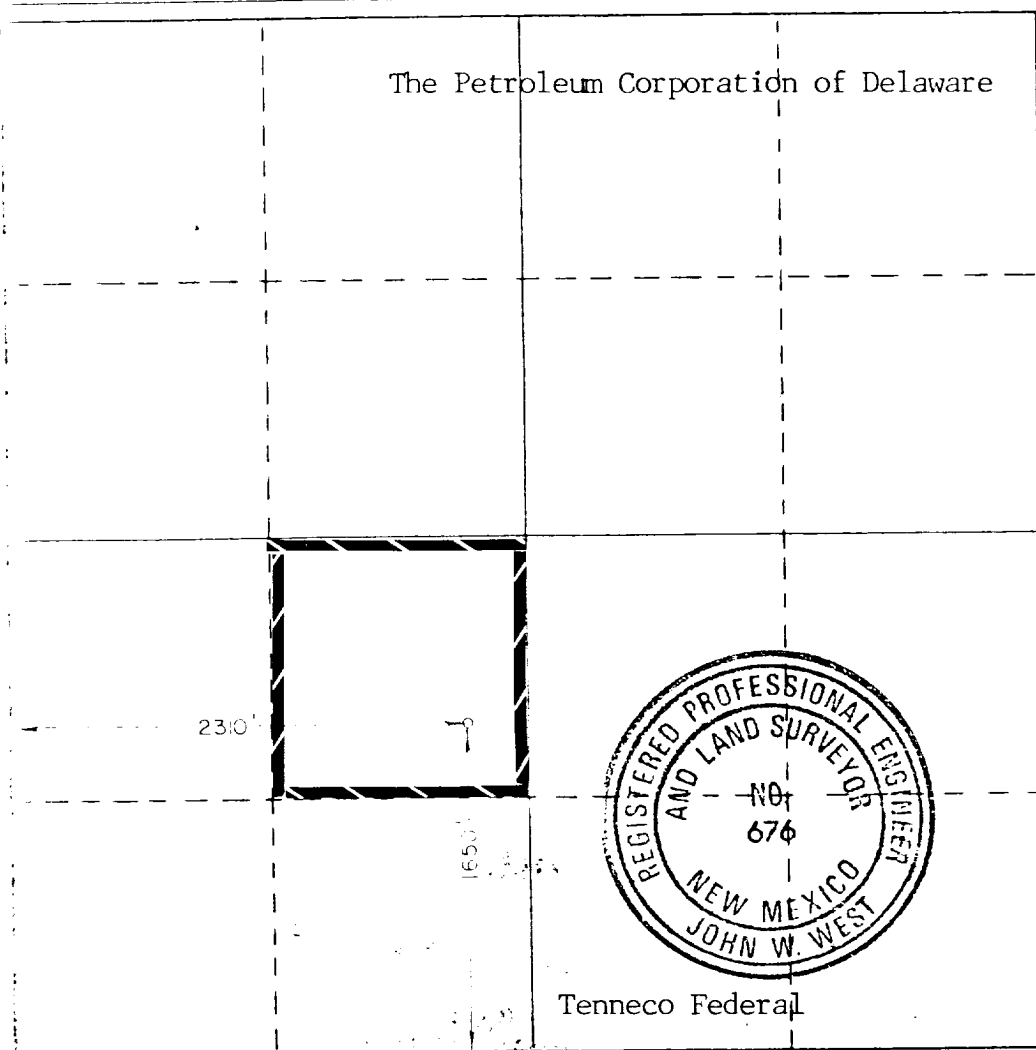 The Petroleum Corporation of Delaware
2310'
1650'
REGISTERED PROFESSIONAL ENGINEER
AND LAND SURVEYOR
NO.
676
NEW MEXICO
JOHN W. WEST
Tenneco Federal